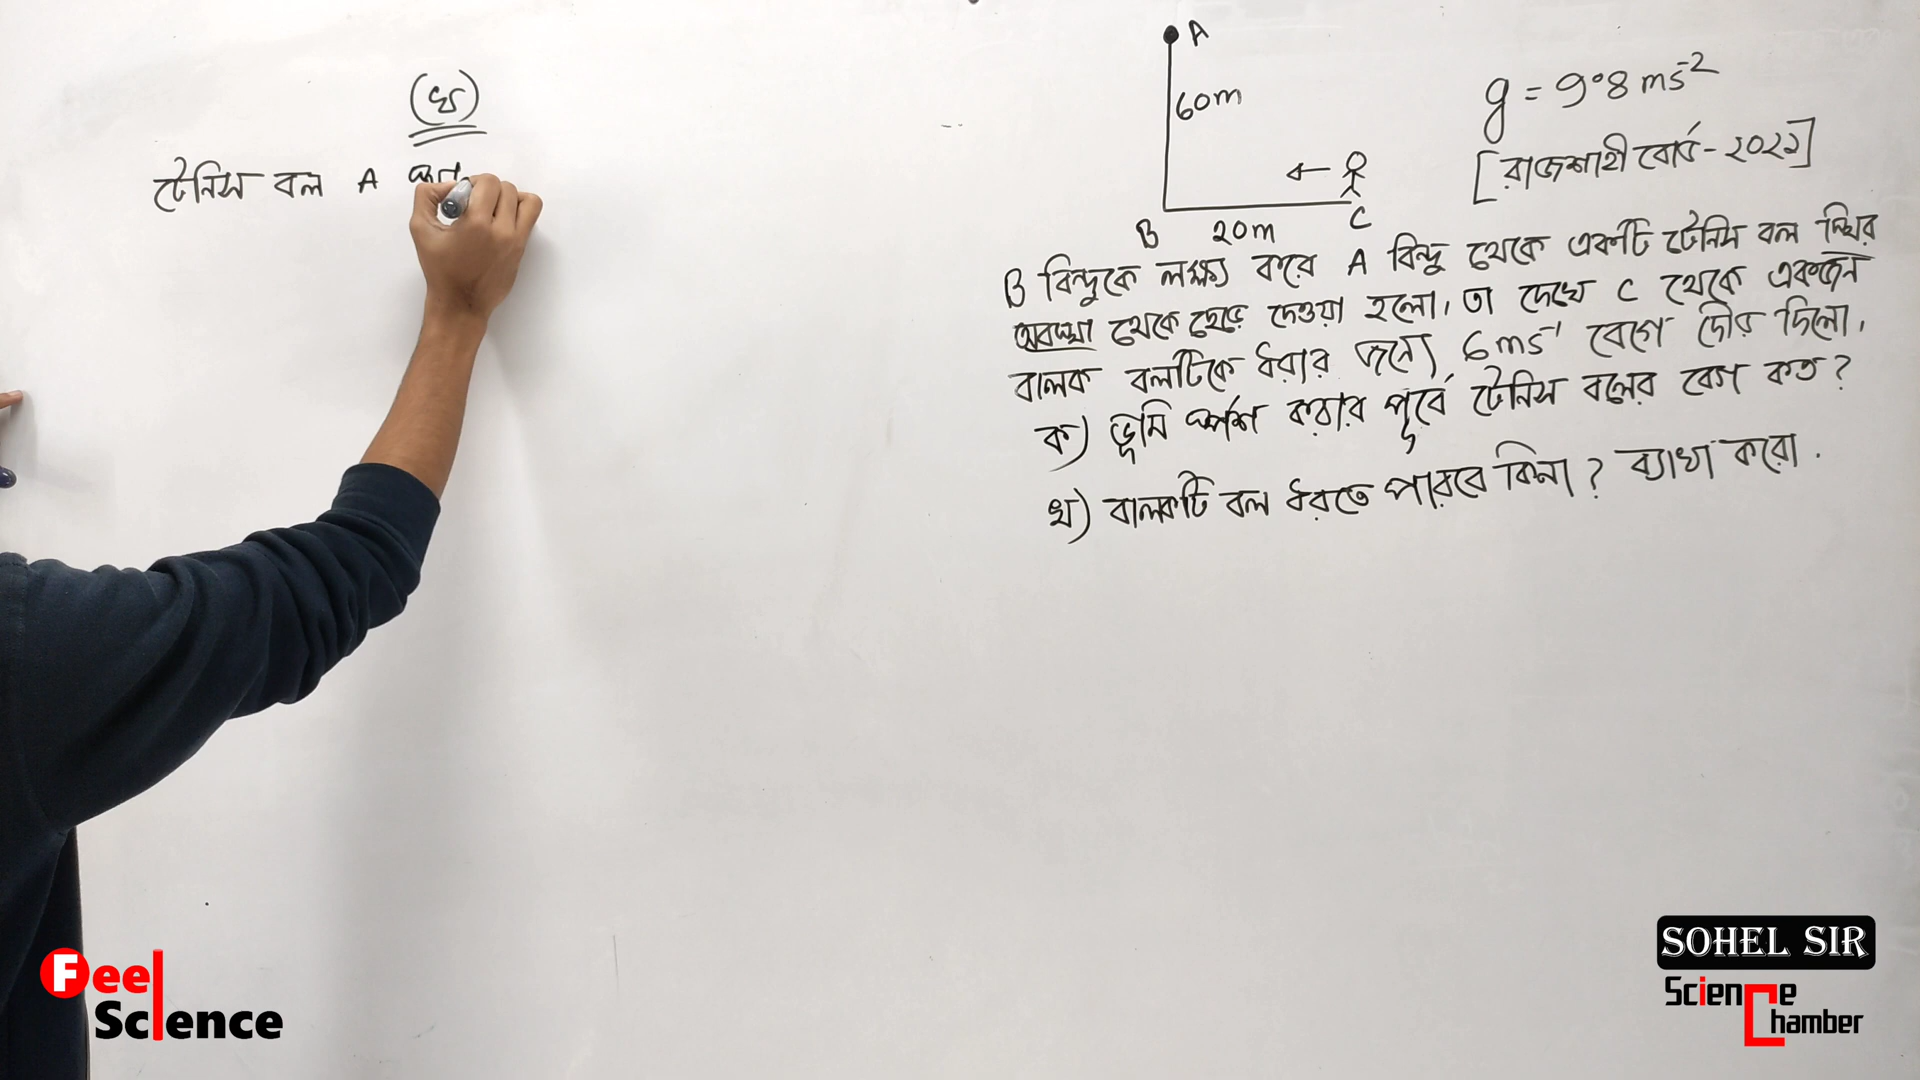 (খ)
টেনিস বল A
A
60m
B
20m
C
g = 9.8 ms⁻²
[রাজশাহী বোর্ড - ২০২১]
B বিন্দুকে লক্ষ্য করে A বিন্দু থেকে একটি টেনিস বল স্থির
অবস্থা থেকে ছেড়ে দেওয়া হলো। তা দেখে C থেকে একজন
বালক বলটিকে ধরার জন্যে 6ms⁻¹ বেগে দৌর দিলো।
ক) ভূমি স্পর্শ করার পূর্বে টেনিস বলের বেগ কত?
খ) বালকটি বল ধরতে পারবে কিনা? ব্যাখা করো.
Feel
Science
SOHEL SIR
Science
Chamber